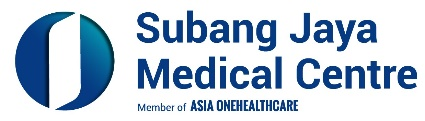 Subang Jaya
Medical Centre
Member of ASIA ONEHEALTHCARE